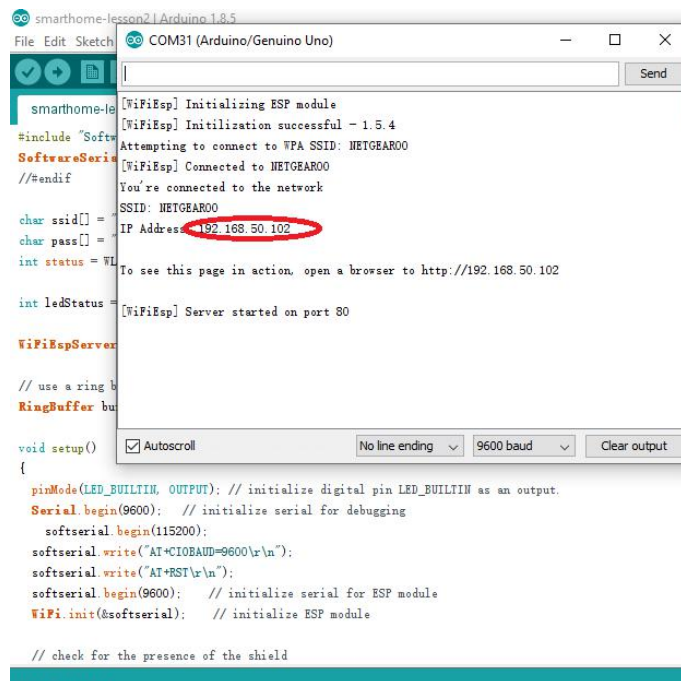 smarthome-lesson2 | Arduino 1.8.5
File Edit Sketch
COM31 (Arduino/Genuino Uno)
Send
smarthome-le
[WiFiEsp] Initializing ESP module
[WiFiEsp] Initilization successful - 1.5.4
Attempting to connect to WPA SSID: NETGEAR00
[WiFiEsp] Connected to NETGEAR00
You're connected to the network
SSID: NETGEAR00
IP Address 192.168.50.102
To see this page in action, open a browser to http://192.168.50.102
[WiFiEsp] Server started on port 80
Autoscroll
No line ending
9600 baud
Clear output
#include "Softw
SoftwareSeria
//#endif
char ssid[] = "
char pass[] = "
int status = WL
int ledStatus =
WiFiEspServer
// use a ring b
RingBuffer bu
void setup()
{
pinMode(LED_BUILTIN, OUTPUT); // initialize digital pin LED_BUILTIN as an output.
Serial.begin(9600); // initialize serial for debugging
softserial.begin(115200);
softserial.write("AT+CIOBAUD=9600\r\n");
softserial.write("AT+RST\r\n");
softserial.begin(9600); // initialize serial for ESP module
WiFi.init(&softserial); // initialize ESP module
// check for the presence of the shield